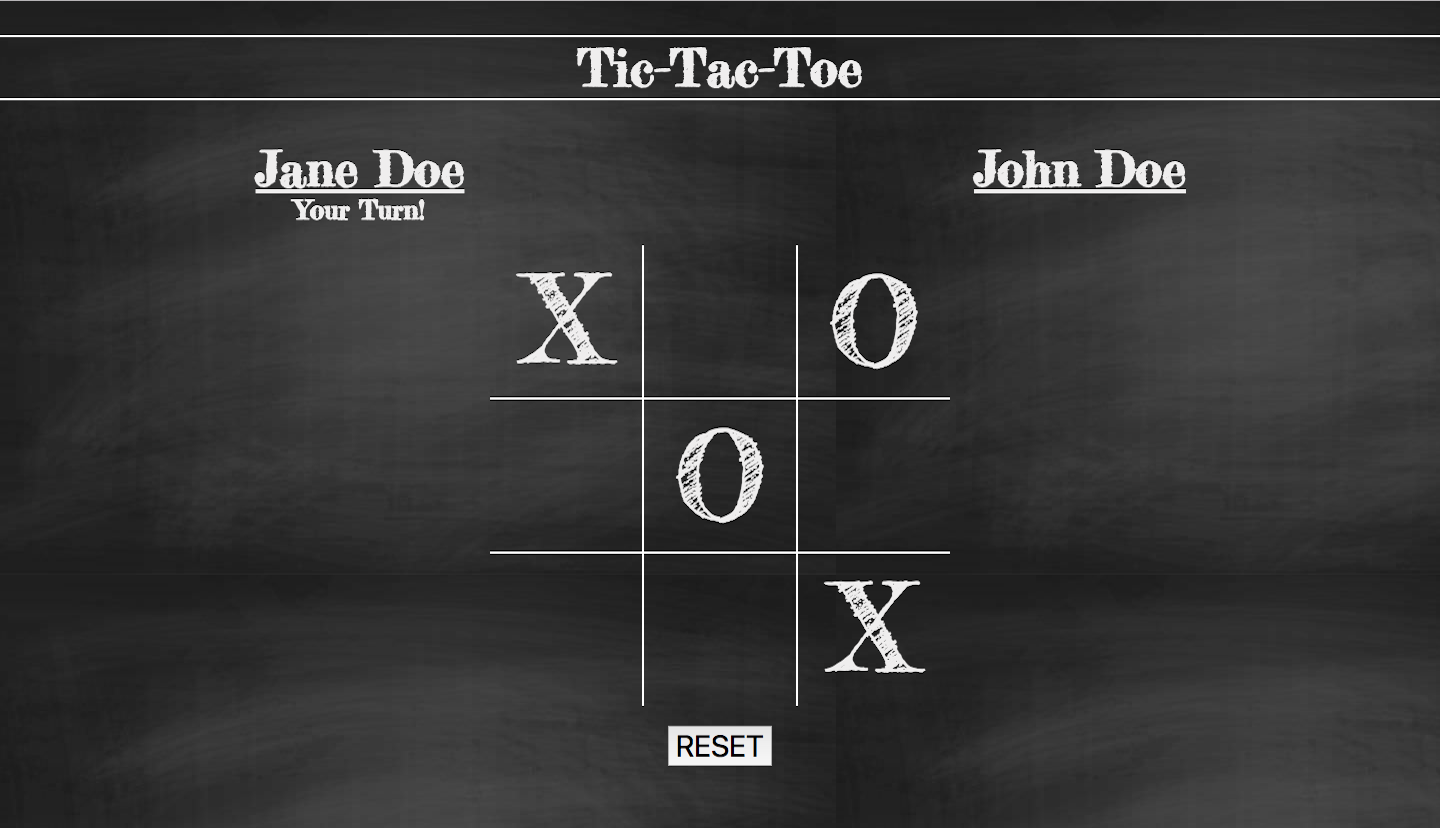 Tic-Tac-Toe
Jane Doe
John Doe
Your Turn!
X O
O
X
RESET